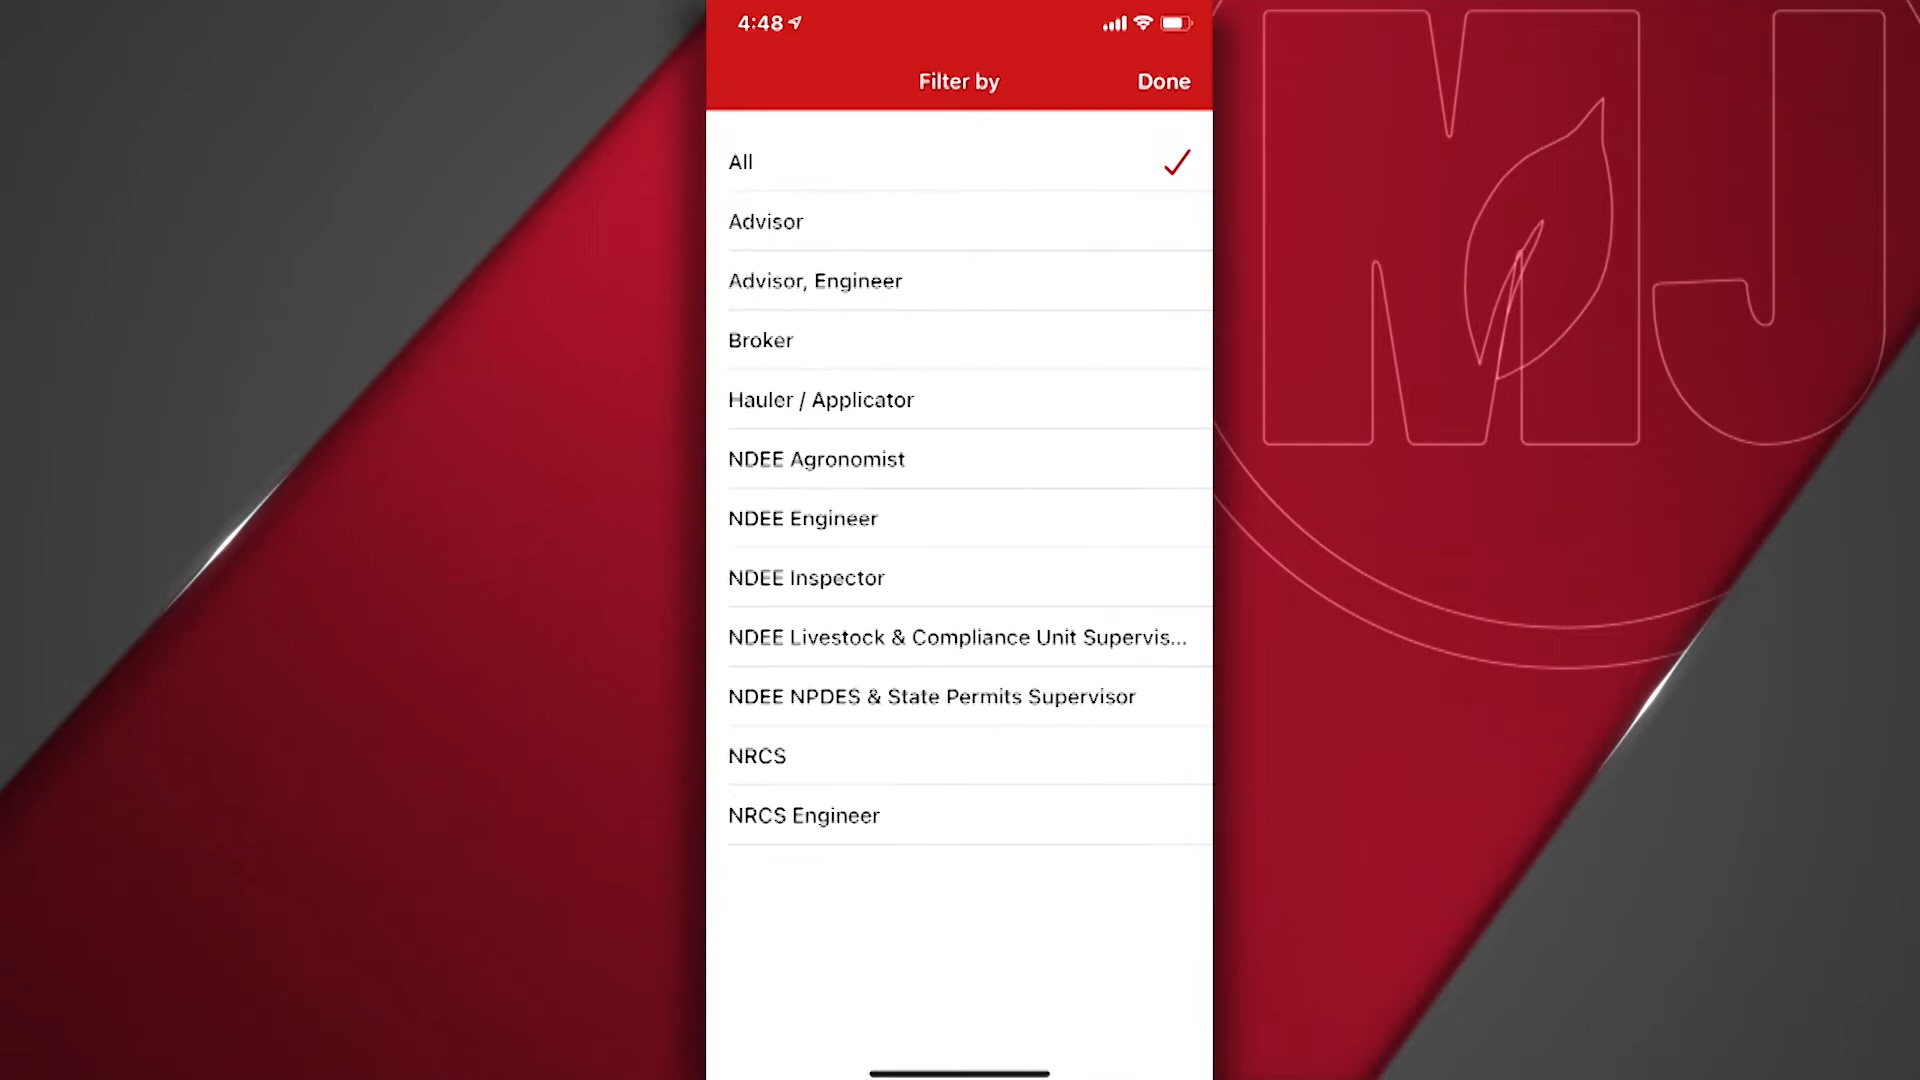 4:48
Filter by
Done
All
Advisor
Advisor, Engineer
Broker
Hauler / Applicator
NDEE Agronomist
NDEE Engineer
NDEE Inspector
NDEE Livestock & Compliance Unit Supervis...
NDEE NPDES & State Permits Supervisor
NRCS
NRCS Engineer
MJ